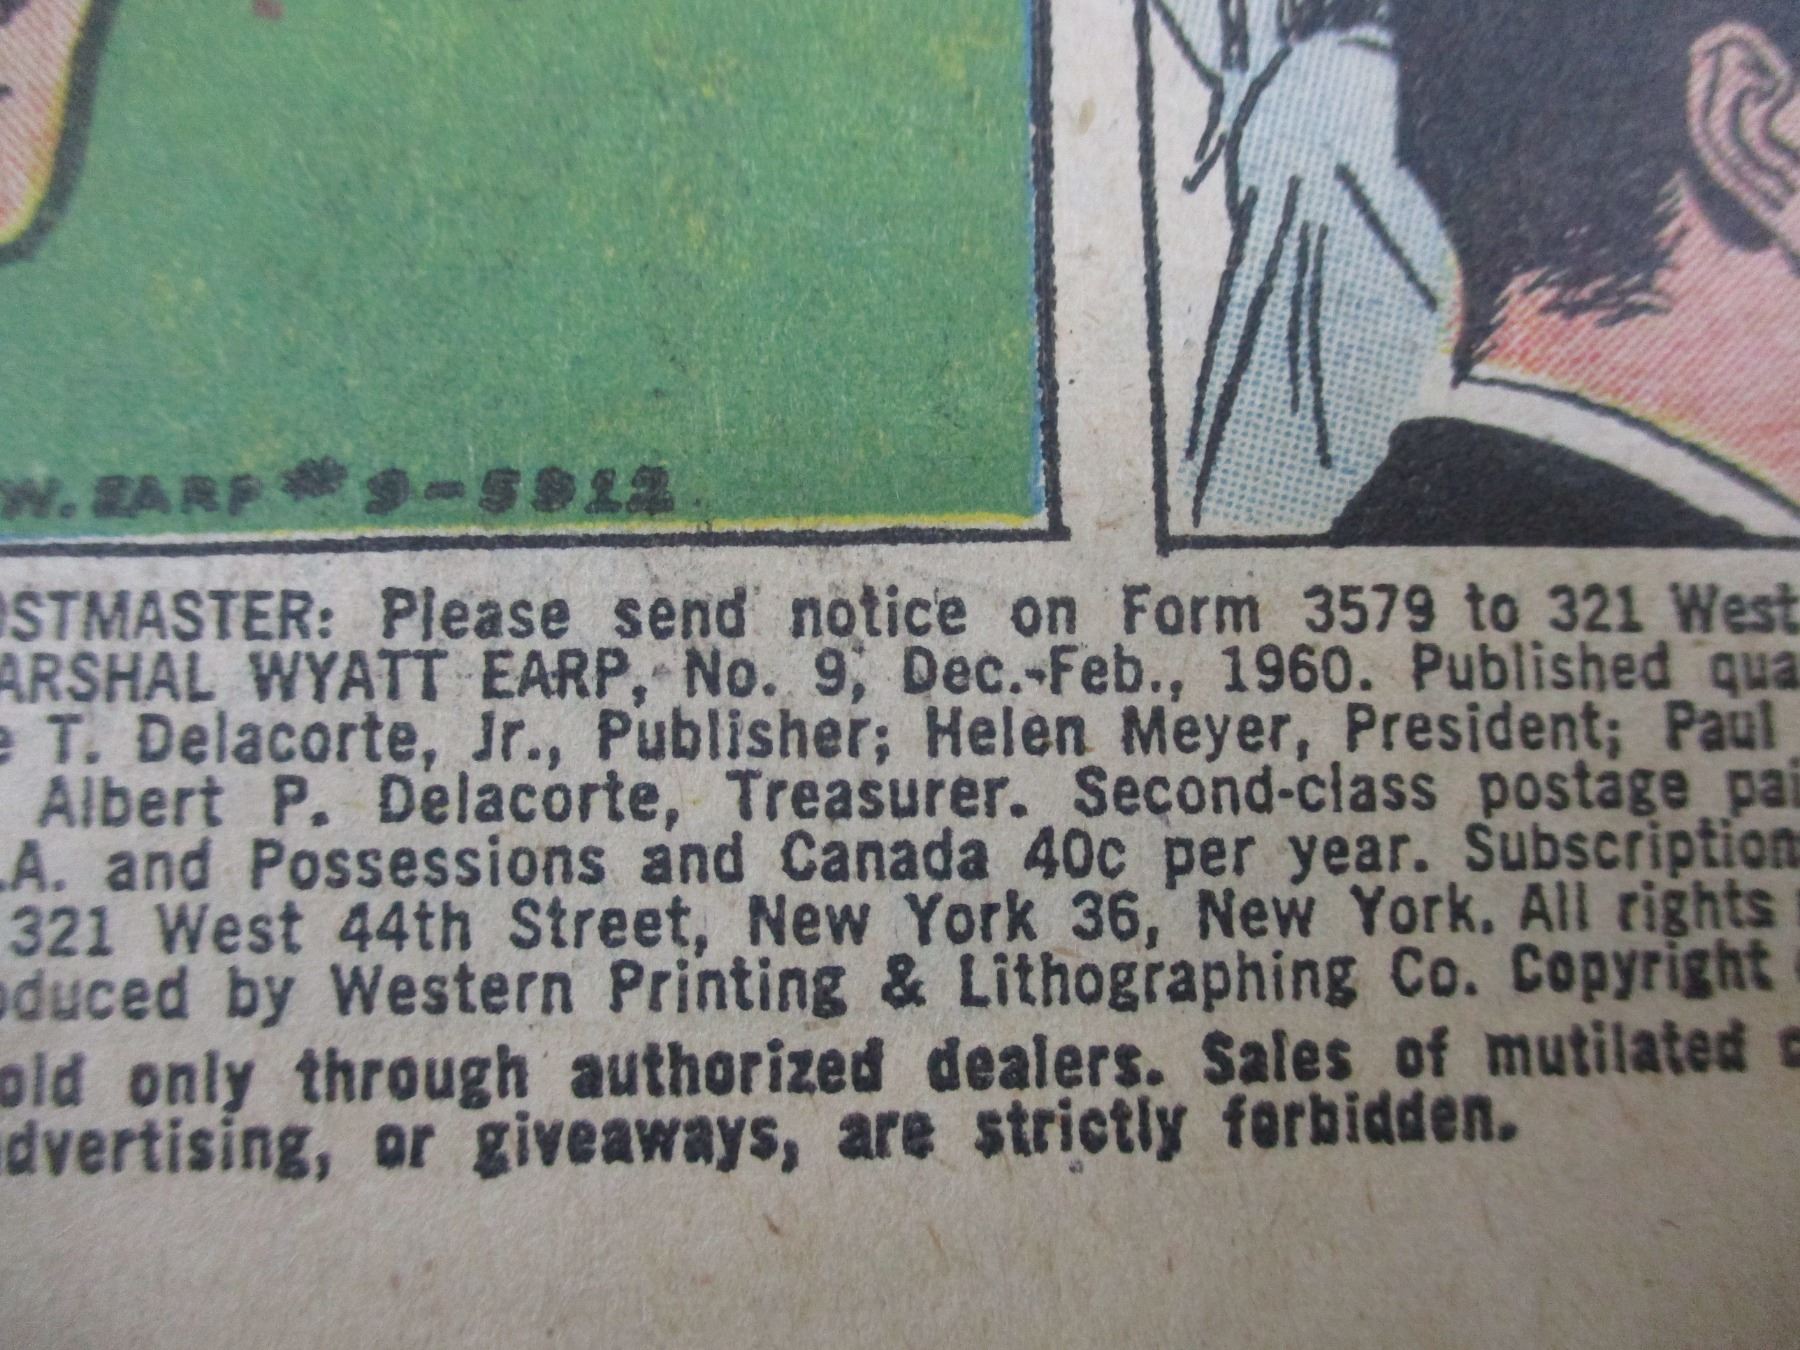 W. EARP #9-5912
OSTMASTER: Please send notice on Form 3579 to 321 West
ARSHAL WYATT EARP, No. 9, Dec.-Feb., 1960. Published qua
e T. Delacorte, Jr., Publisher; Helen Meyer, President; Paul
Albert P. Delacorte, Treasurer. Second-class postage pai
.A. and Possessions and Canada 40c per year. Subscription
321 West 44th Street, New York 36, New York. All rights
oduced by Western Printing & Lithographing Co. Copyright
old only through authorized dealers. Sales of mutilated c
dvertising, or giveaways, are strictly forbidden.